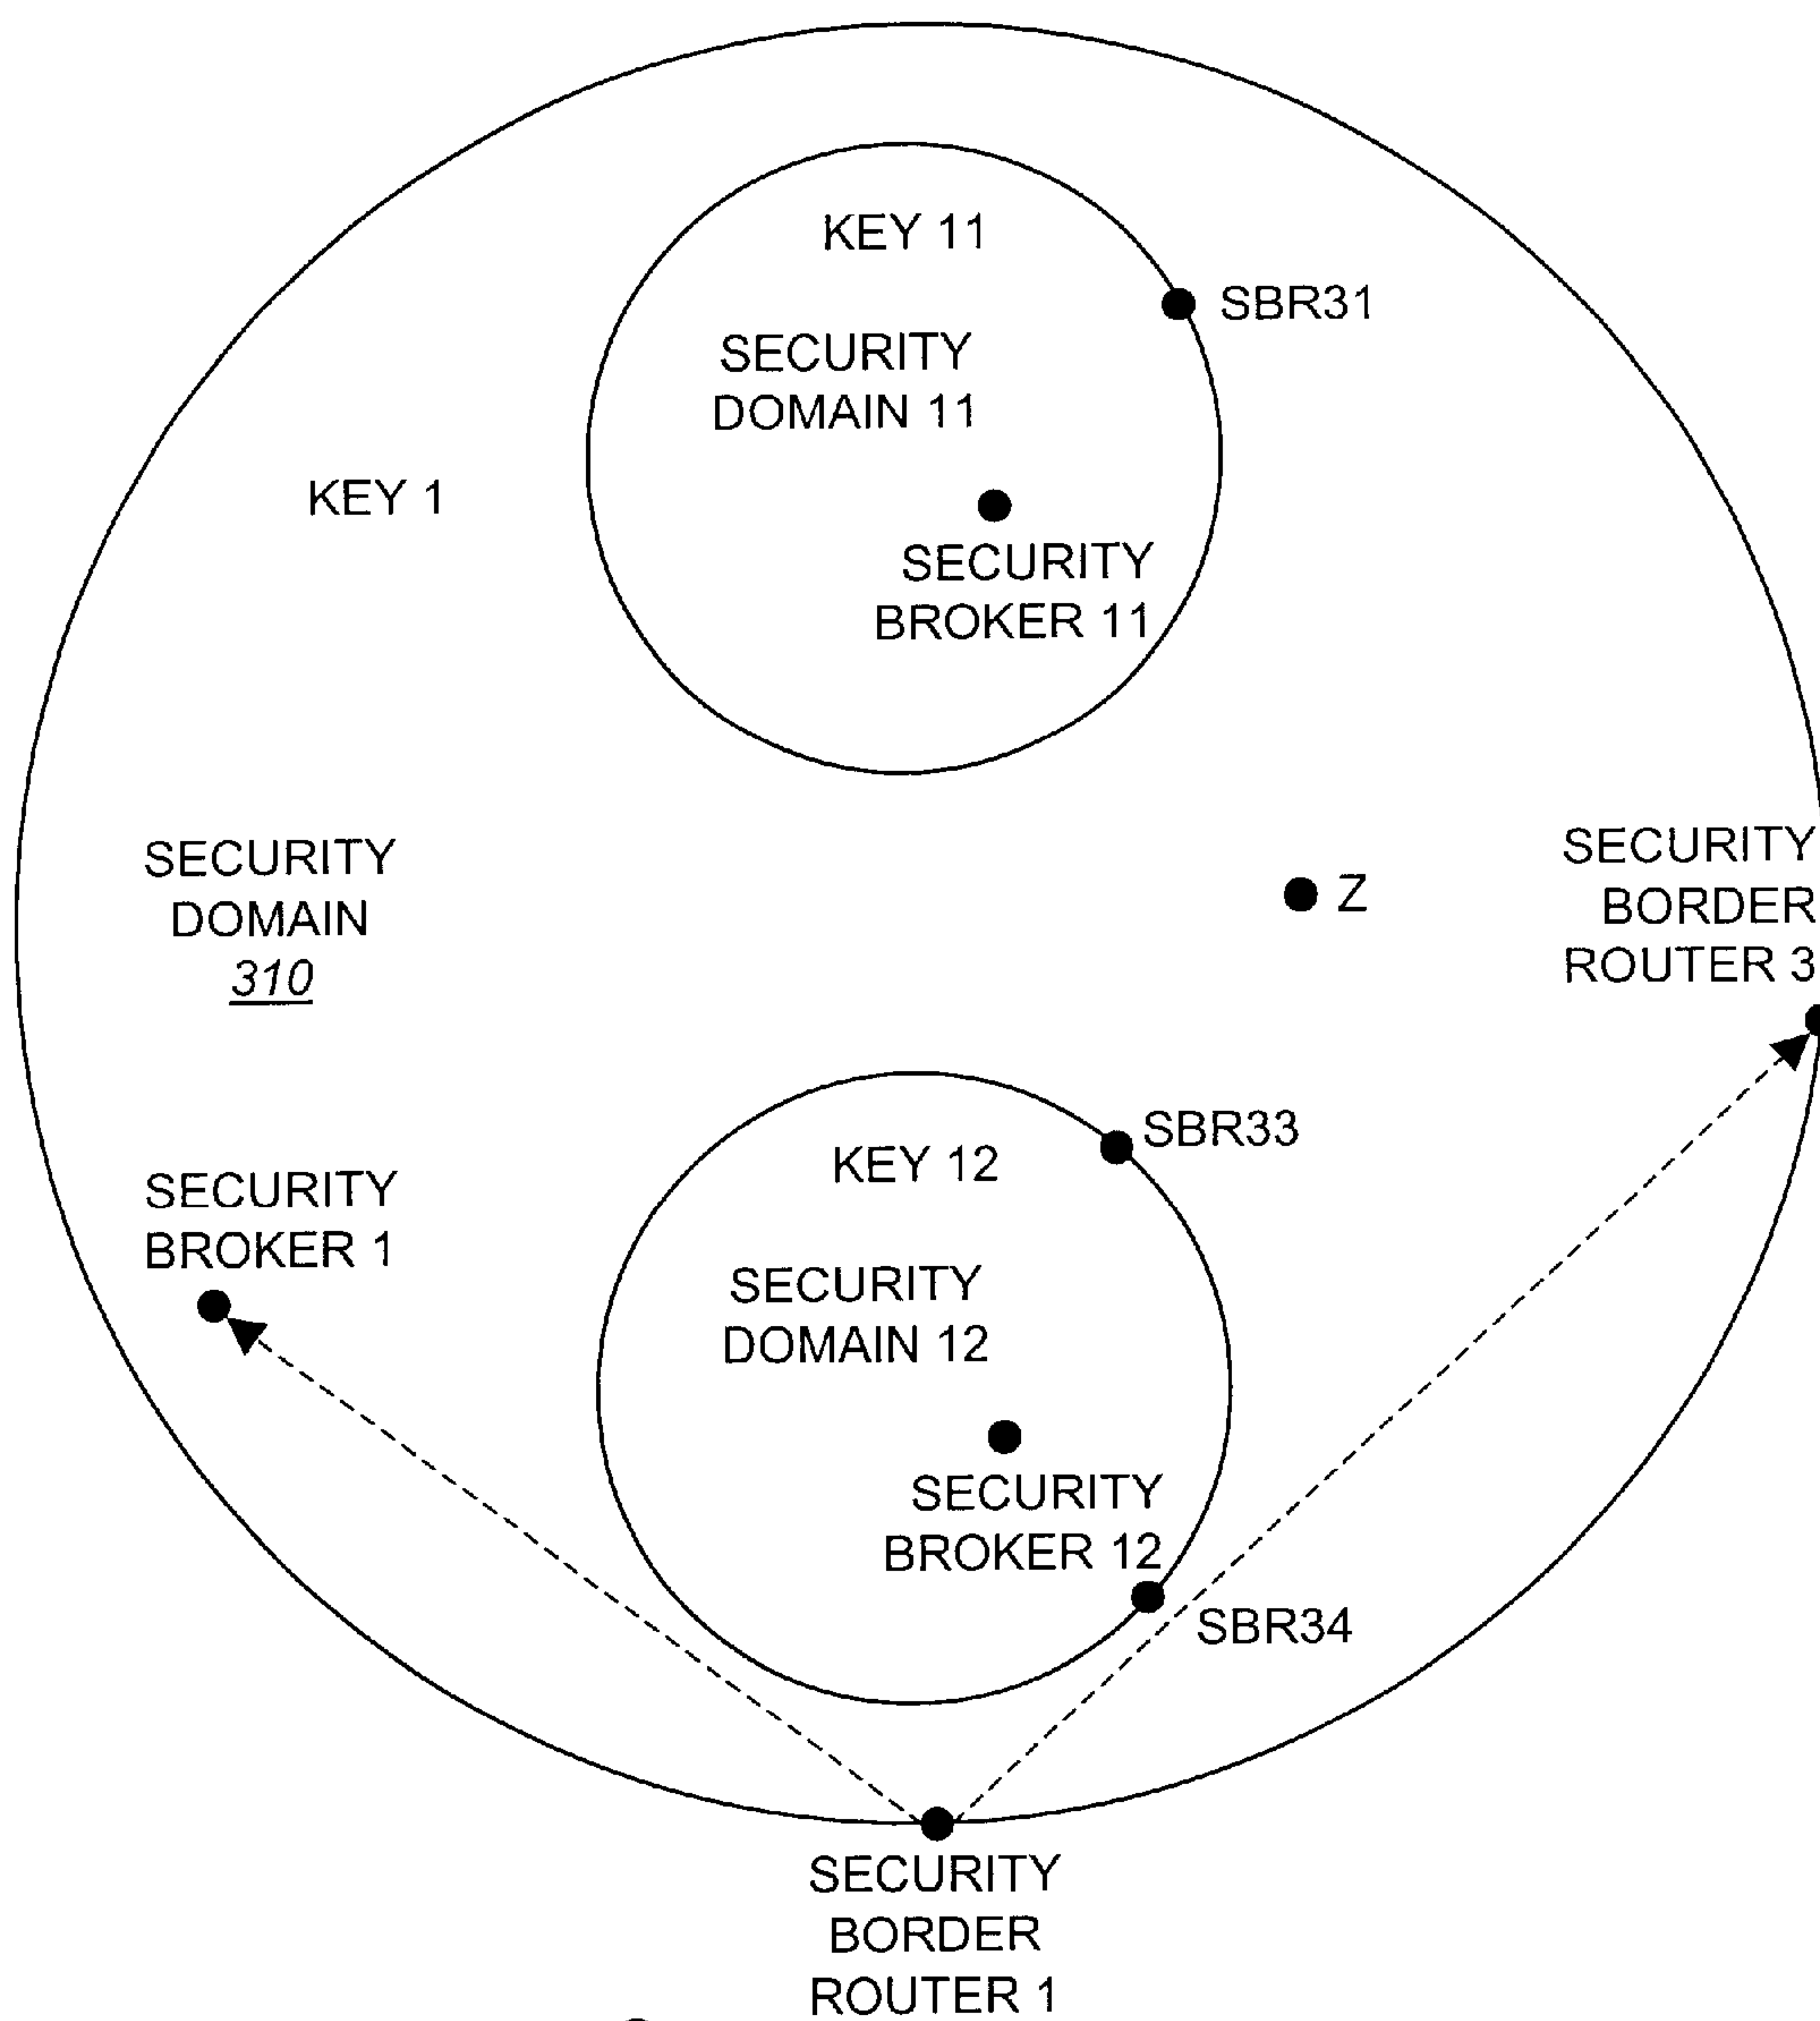 KEY 11
SBR31
SECURITY
DOMAIN 11
KEY 1
SECURITY
BROKER 11
SECURITY
DOMAIN
310
Z
SECURITY
BORDER
ROUTER 3
SBR33
KEY 12
SECURITY
BROKER 1
SECURITY
DOMAIN 12
SECURITY
BROKER 12
SBR34
SECURITY
BORDER
ROUTER 1